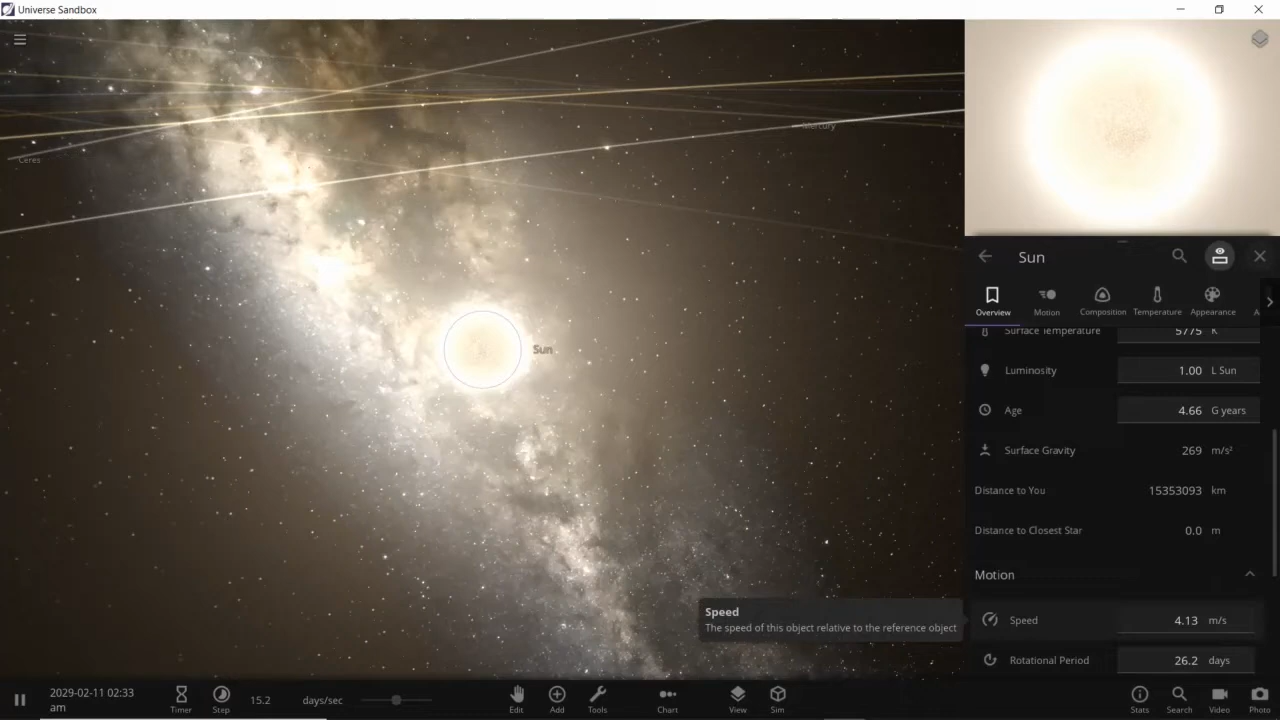 Universe Sandbox
Mercury
Ceres
Sun
Sun
Overview
Motion
Composition
Temperature
Appearance
A
Surface Temperature 5775 K
Luminosity 1.00 L Sun
Age 4.66 G years
Surface Gravity 269 m/s²
Distance to You 15353093 km
Distance to Closest Star 0.0 m
Motion
Speed
The speed of this object relative to the reference object
Speed 4.13 m/s
Rotational Period 26.2 days
2029-02-11 02:33
am
Timer
Step
15.2 days/sec
Edit
Add
Tools
Chart
View
Sim
Stats
Search
Video
Photo